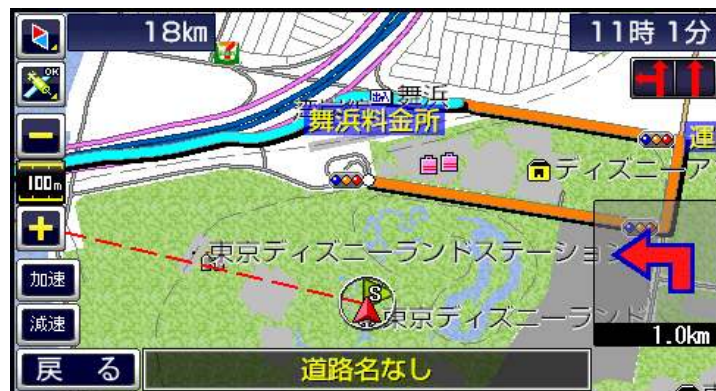 18km
11時 1分
OK
舞浜
舞浜料金所
運
100m
ディズニーア
東京ディズニーランドステーション
加速
S
東京ディズニーランド
減速
1.0km
戻 る
道路名なし